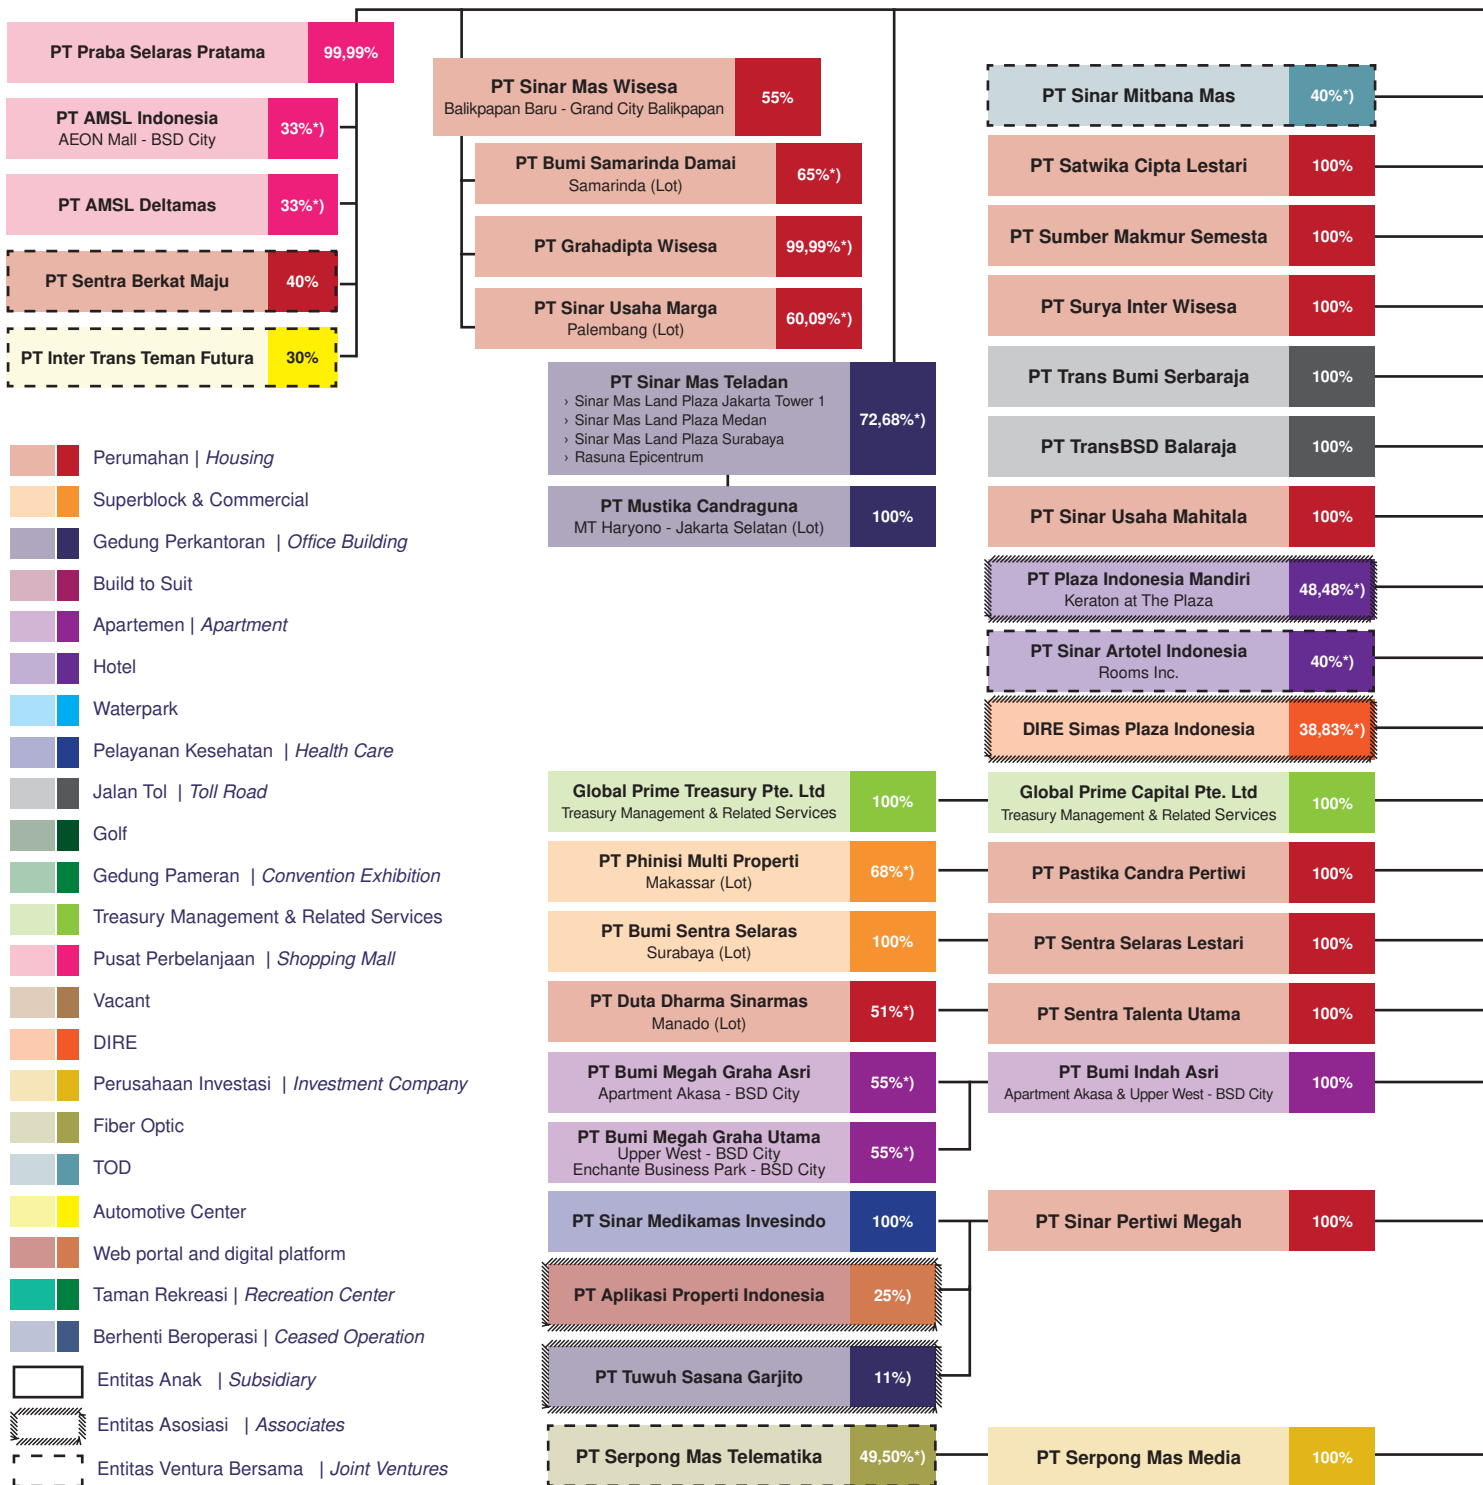 PT Praba Selaras Pratama
99,99%
PT AMSL Indonesia
AEON Mall - BSD City
33%*)
PT AMSL Deltamas
33%*)
PT Sentra Berkat Maju
40%
PT Inter Trans Teman Futura
30%
PT Sinar Mas Wisesa
Balikpapan Baru - Grand City Balikpapan
55%
PT Bumi Samarinda Damai
Samarinda (Lot)
65%*)
PT Grahadipta Wisesa
99,99%*)
PT Sinar Usaha Marga
Palembang (Lot)
60,09%*)
PT Sinar Mas Teladan
› Sinar Mas Land Plaza Jakarta Tower 1
› Sinar Mas Land Plaza Medan
› Sinar Mas Land Plaza Surabaya
› Rasuna Epicentrum
72,68%*)
PT Mustika Candraguna
MT Haryono - Jakarta Selatan (Lot)
100%
PT Sinar Mitbana Mas
40%*)
PT Satwika Cipta Lestari
100%
PT Sumber Makmur Semesta
100%
PT Surya Inter Wisesa
100%
PT Trans Bumi Serbaraja
100%
PT TransBSD Balaraja
100%
PT Sinar Usaha Mahitala
100%
PT Plaza Indonesia Mandiri
Keraton at The Plaza
48,48%*)
PT Sinar Artotel Indonesia
Rooms Inc.
40%*)
DIRE Simas Plaza Indonesia
38,83%*)
Global Prime Treasury Pte. Ltd
Treasury Management & Related Services
100%
Global Prime Capital Pte. Ltd
Treasury Management & Related Services
100%
PT Phinisi Multi Properti
Makassar (Lot)
68%*)
PT Pastika Candra Pertiwi
100%
PT Bumi Sentra Selaras
Surabaya (Lot)
100%
PT Sentra Selaras Lestari
100%
PT Duta Dharma Sinarmas
Manado (Lot)
51%*)
PT Sentra Talenta Utama
100%
PT Bumi Megah Graha Asri
Apartment Akasa - BSD City
55%*)
PT Bumi Indah Asri
Apartment Akasa & Upper West - BSD City
100%
PT Bumi Megah Graha Utama
Upper West - BSD City
Enchante Business Park - BSD City
55%*)
PT Sinar Medikamas Invesindo
100%
PT Sinar Pertiwi Megah
100%
PT Aplikasi Properti Indonesia
25%)
PT Tuwuh Sasana Garjito
11%)
PT Serpong Mas Telematika
49,50%*)
PT Serpong Mas Media
100%
Perumahan | Housing
Superblock & Commercial
Gedung Perkantoran | Office Building
Build to Suit
Apartemen | Apartment
Hotel
Waterpark
Pelayanan Kesehatan | Health Care
Jalan Tol | Toll Road
Golf
Gedung Pameran | Convention Exhibition
Treasury Management & Related Services
Pusat Perbelanjaan | Shopping Mall
Vacant
DIRE
Perusahaan Investasi | Investment Company
Fiber Optic
TOD
Automotive Center
Web portal and digital platform
Taman Rekreasi | Recreation Center
Berhenti Beroperasi | Ceased Operation
Entitas Anak | Subsidiary
Entitas Asosiasi | Associates
Entitas Ventura Bersama | Joint Ventures